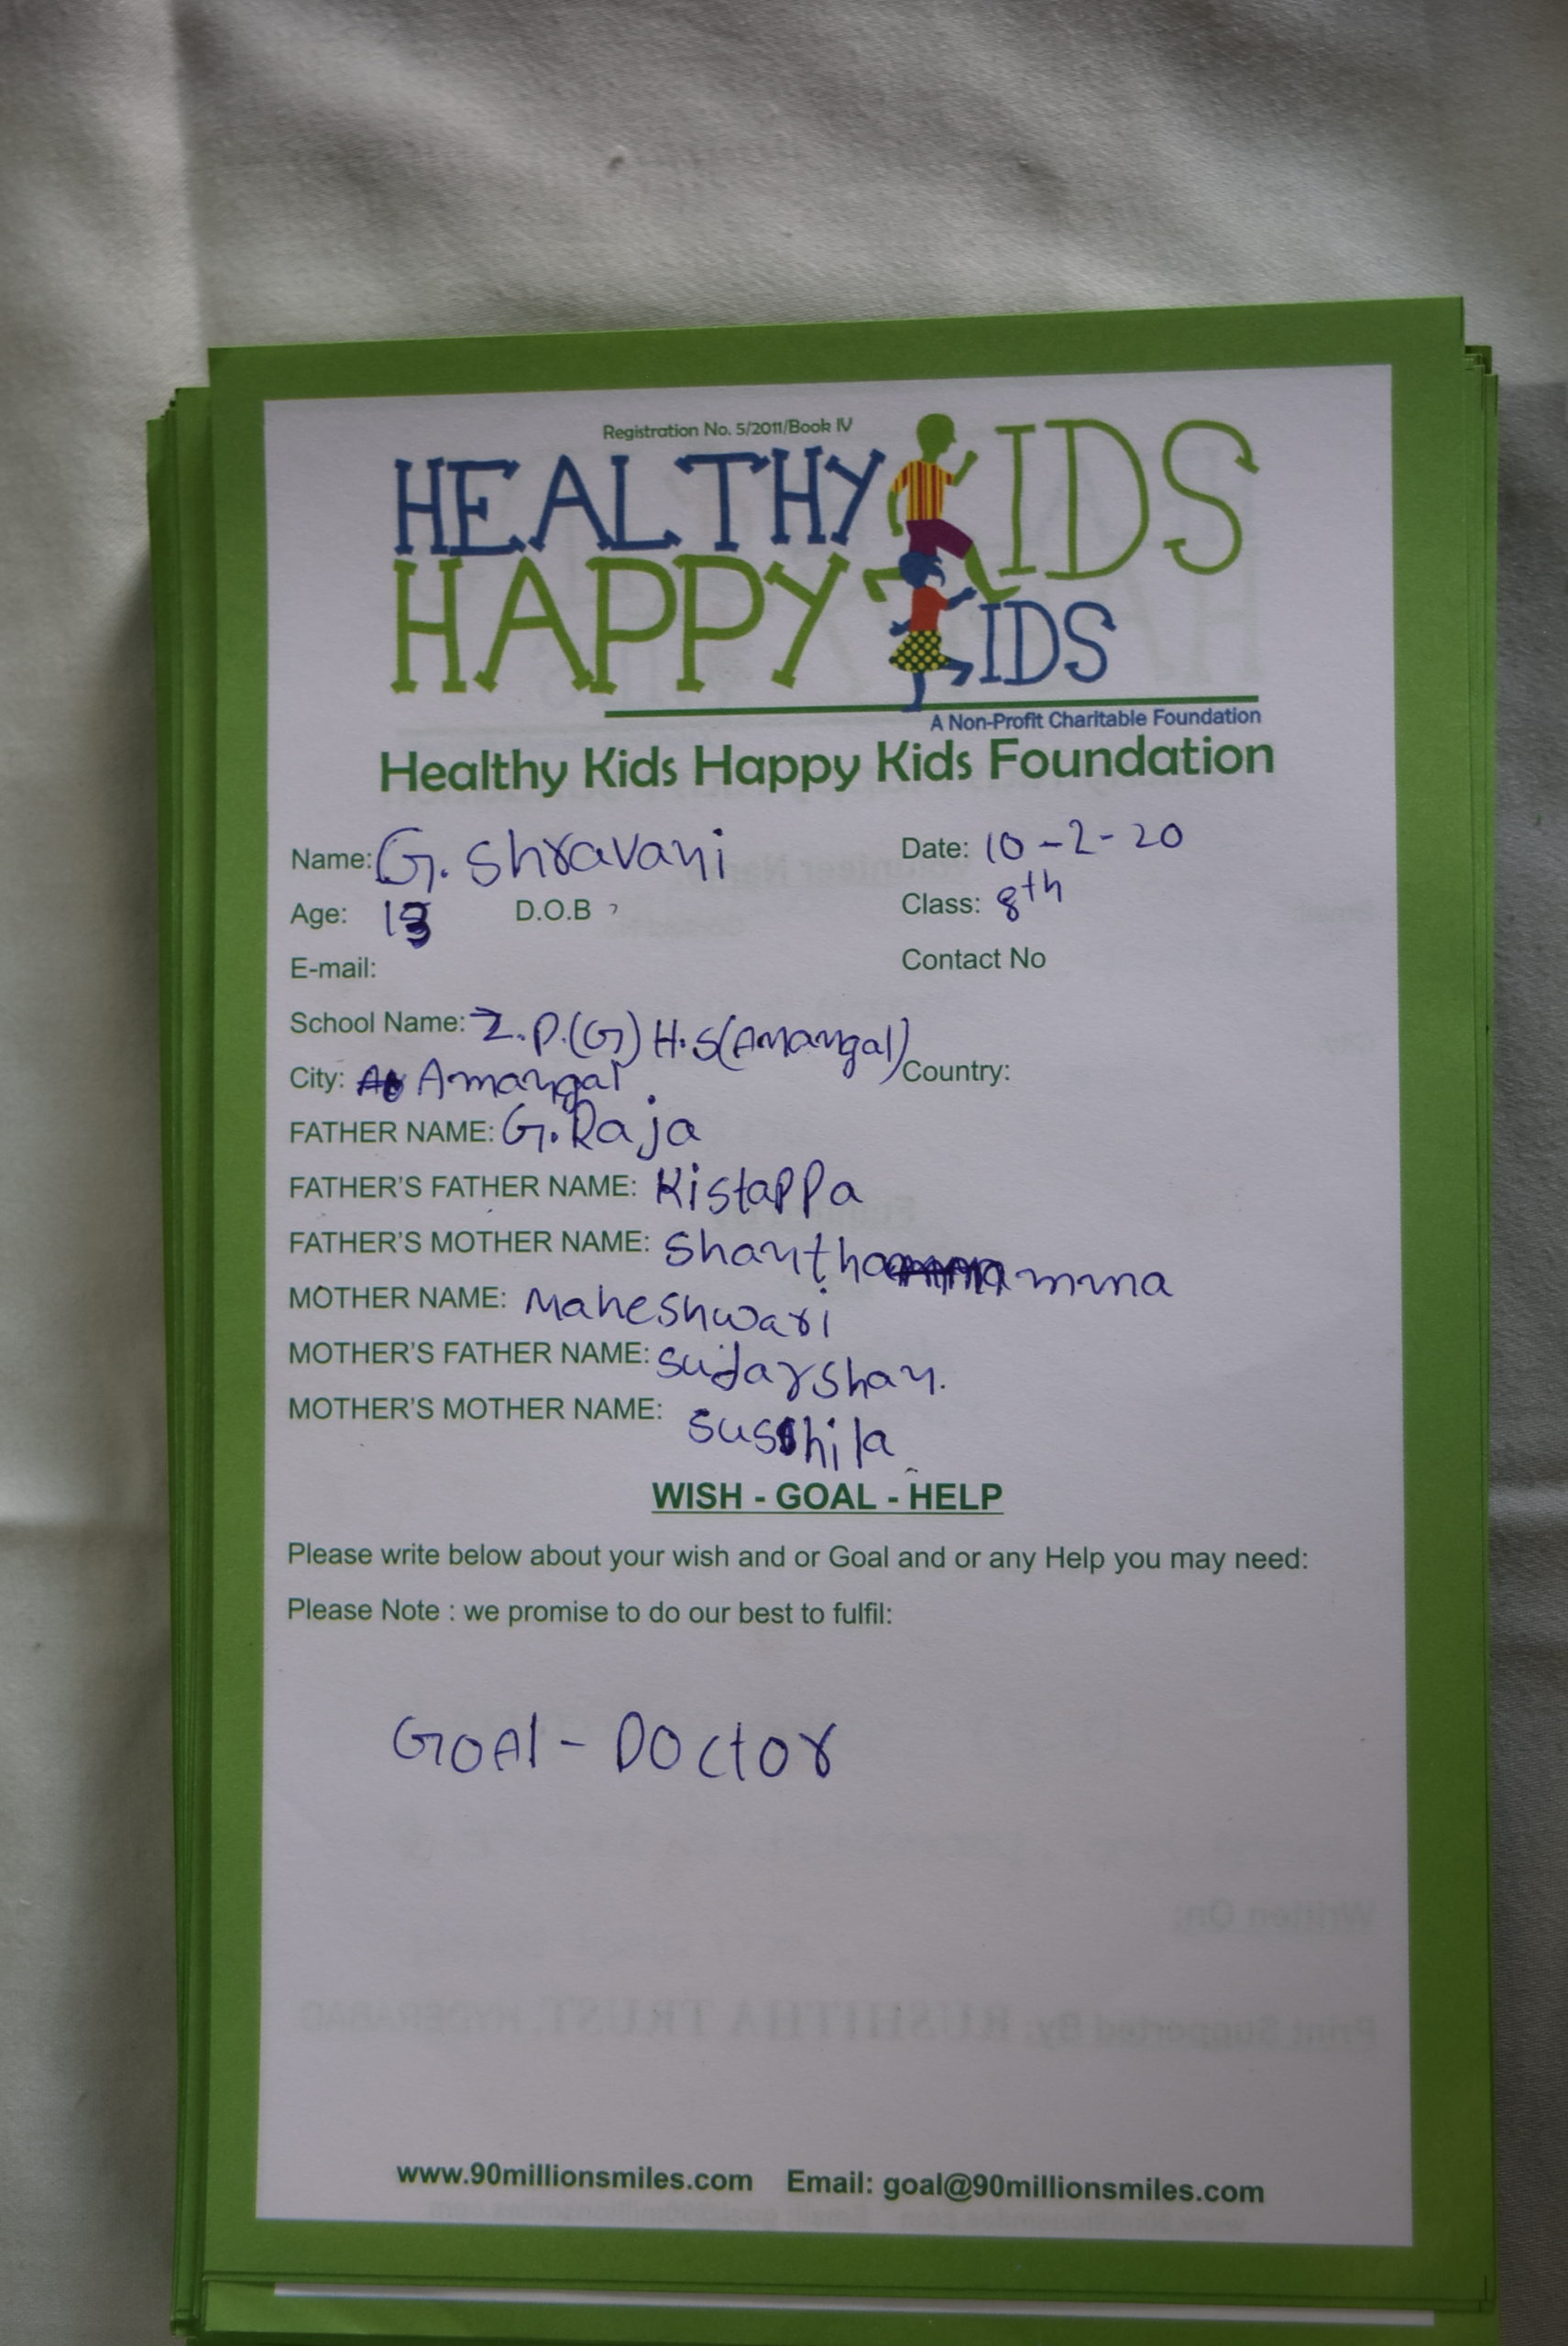 Registration No. 5/2011/Book IV
HEALTHY KIDS
HAPPY KIDS
A Non-Profit Charitable Foundation
Healthy Kids Happy Kids Foundation
Name: G. Shravani Date: 10-2-20
Age: 13 D.O.B Class: 8th
E-mail: Contact No
School Name: Z.P.(G) H.S(Amangal)
City: Amangal. Country:
FATHER NAME: G.Raja
FATHER'S FATHER NAME: Kistappa
FATHER'S MOTHER NAME: Shanthamma
MOTHER NAME: Maheshwari
MOTHER'S FATHER NAME: Sudarshan.
MOTHER'S MOTHER NAME: Susshila
WISH - GOAL - HELP
Please write below about your wish and or Goal and or any Help you may need:
Please Note : we promise to do our best to fulfil:
GOAl - DOctor
www.90millionsmiles.com Email: goal@90millionsmiles.com